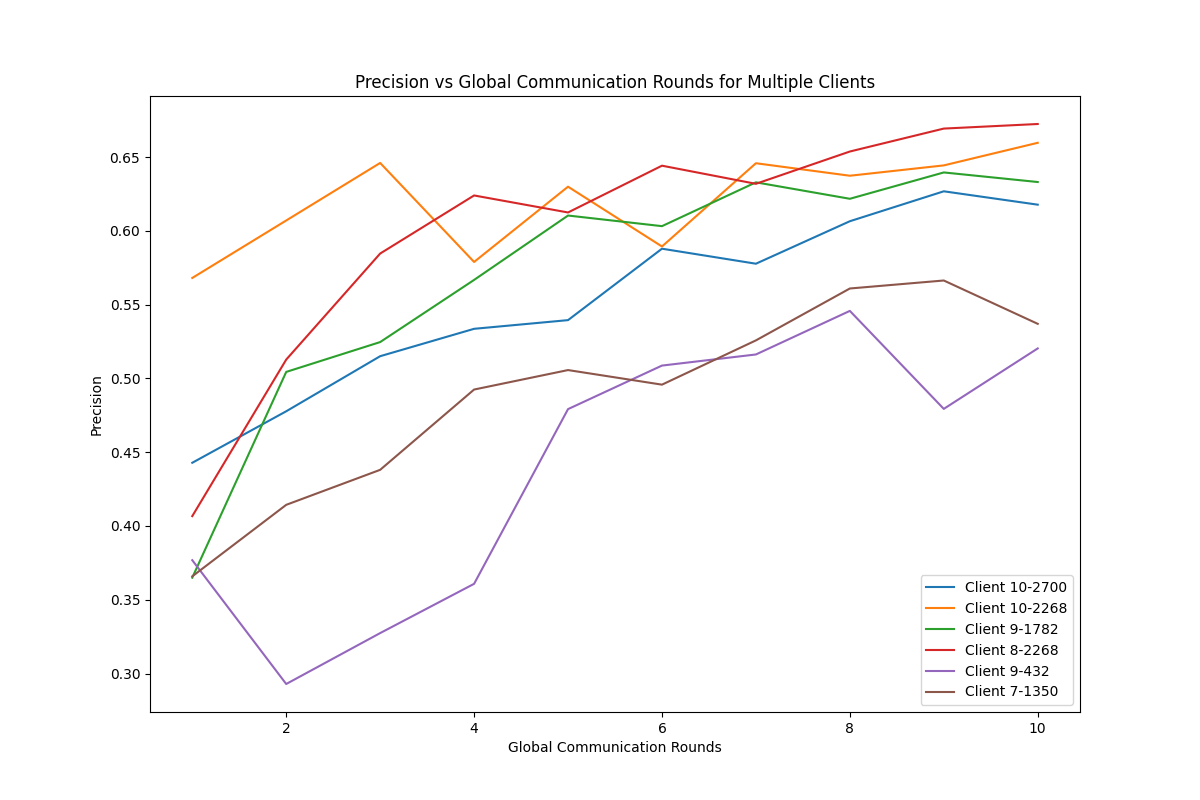 Precision vs Global Communication Rounds for Multiple Clients
Precision
0.65
0.60
0.55
0.50
0.45
0.40
0.35
0.30
2
4
6
8
10
Global Communication Rounds
Client 10-2700
Client 10-2268
Client 9-1782
Client 8-2268
Client 9-432
Client 7-1350